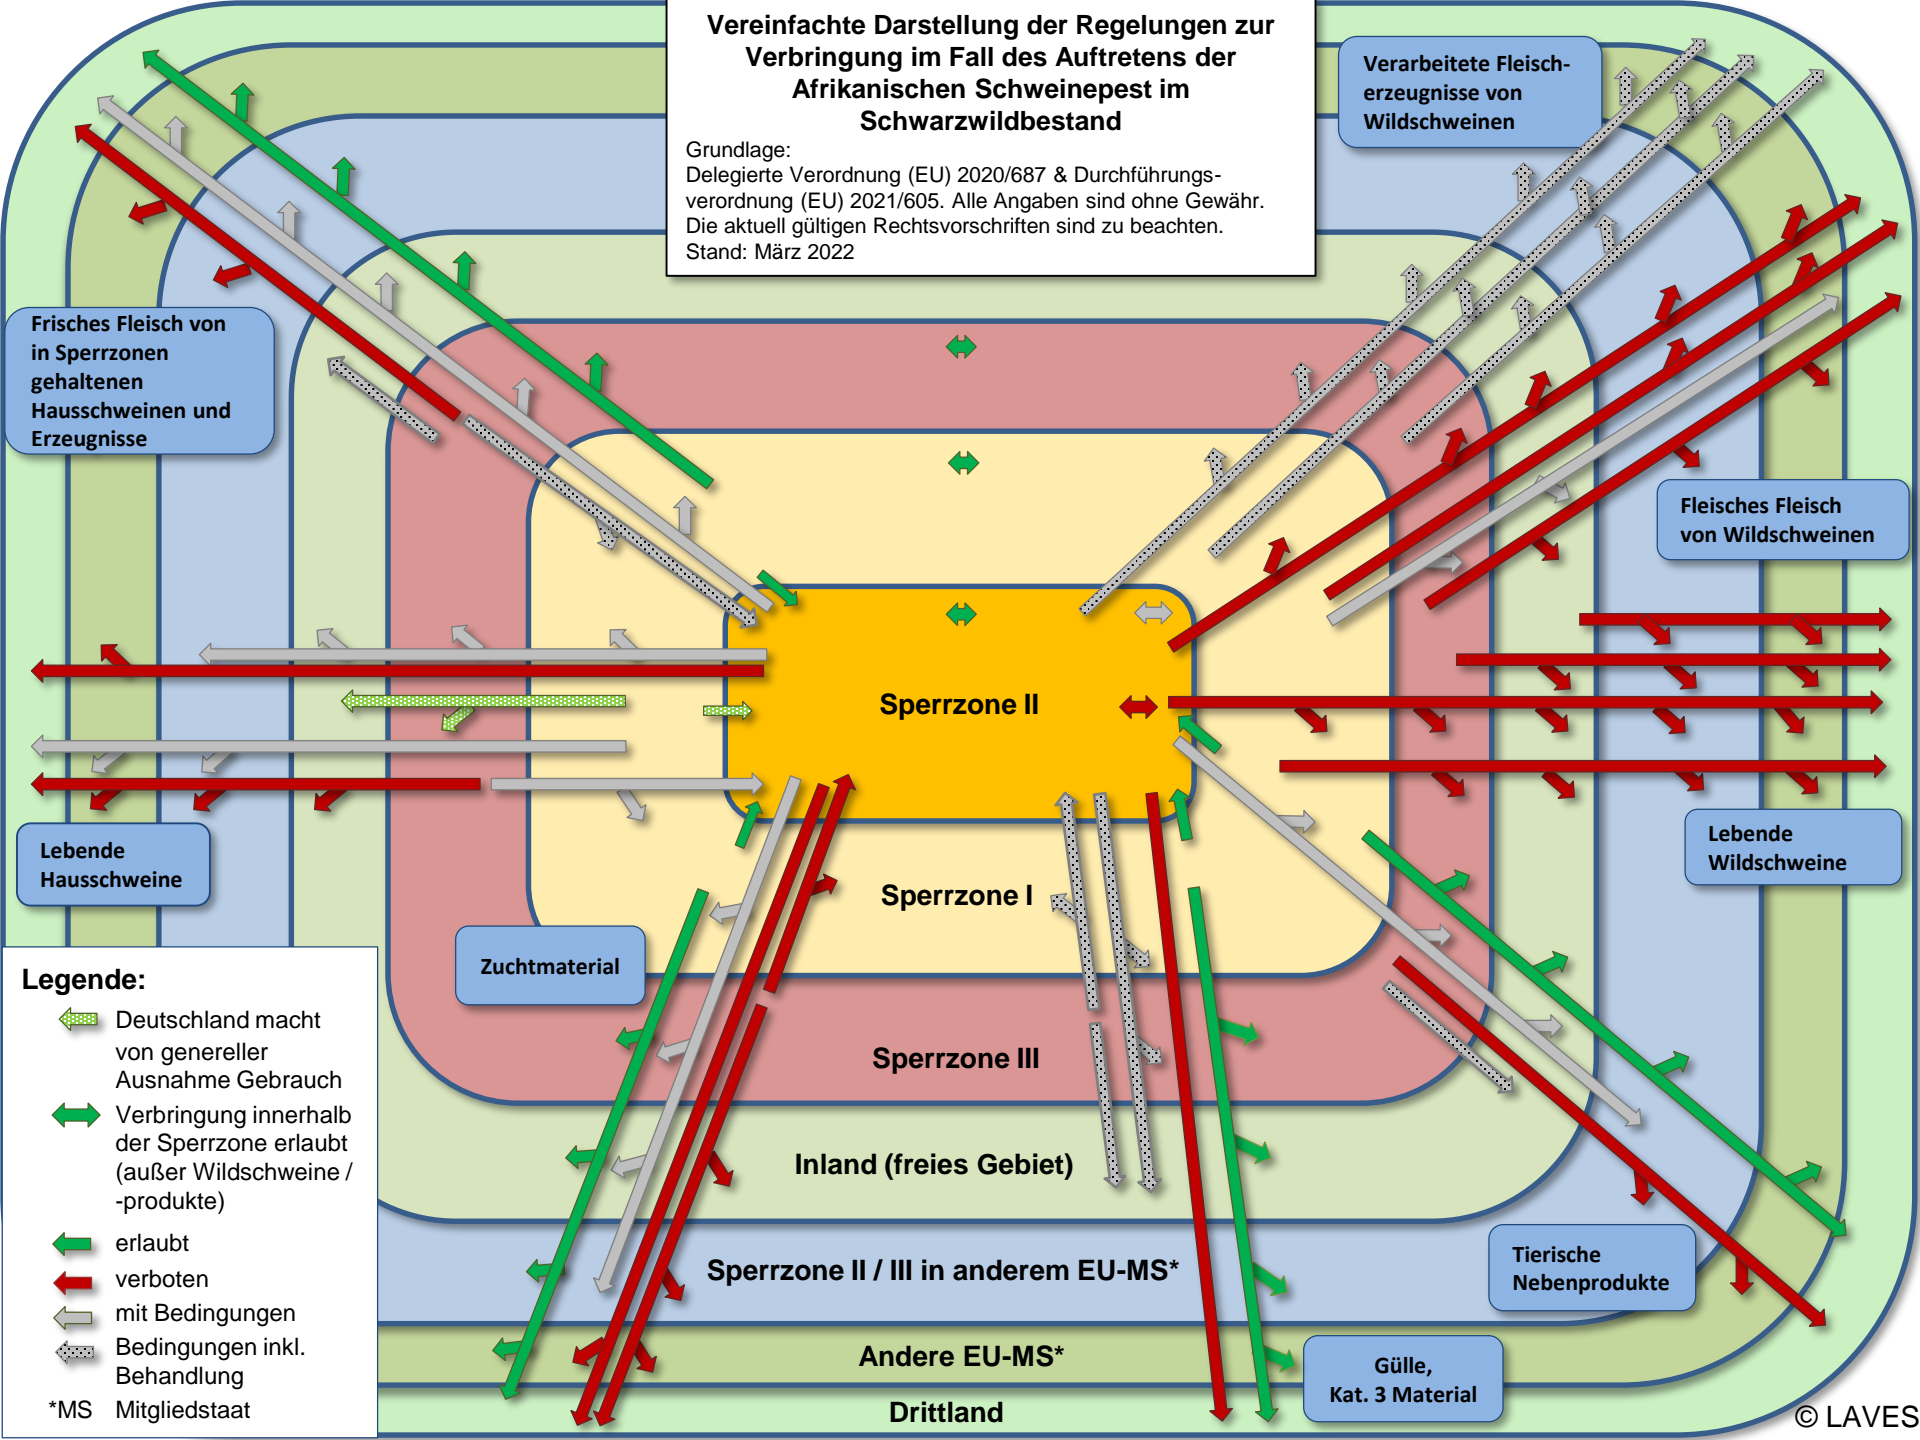 Vereinfachte Darstellung der Regelungen zur
Verbringung im Fall des Auftretens der
Afrikanischen Schweinepest im
Schwarzwildbestand
Grundlage:
Delegierte Verordnung (EU) 2020/687 & Durchführungs-
verordnung (EU) 2021/605. Alle Angaben sind ohne Gewähr.
Die aktuell gültigen Rechtsvorschriften sind zu beachten.
Stand: März 2022
Verarbeitete Fleisch-
erzeugnisse von
Wildschweinen
Frisches Fleisch von
in Sperrzonen
gehaltenen
Hausschweinen und
Erzeugnisse
Fleisches Fleisch
von Wildschweinen
Sperrzone II
Lebende
Hausschweine
Lebende
Wildschweine
Sperrzone I
Zuchtmaterial
Sperrzone III
Inland (freies Gebiet)
Sperrzone II / III in anderem EU-MS*
Tierische
Nebenprodukte
Andere EU-MS*
Gülle,
Kat. 3 Material
Drittland
Legende:
Deutschland macht
von genereller
Ausnahme Gebrauch
Verbringung innerhalb
der Sperrzone erlaubt
(außer Wildschweine /
-produkte)
erlaubt
verboten
mit Bedingungen
Bedingungen inkl.
Behandlung
*MS Mitgliedstaat
© LAVES